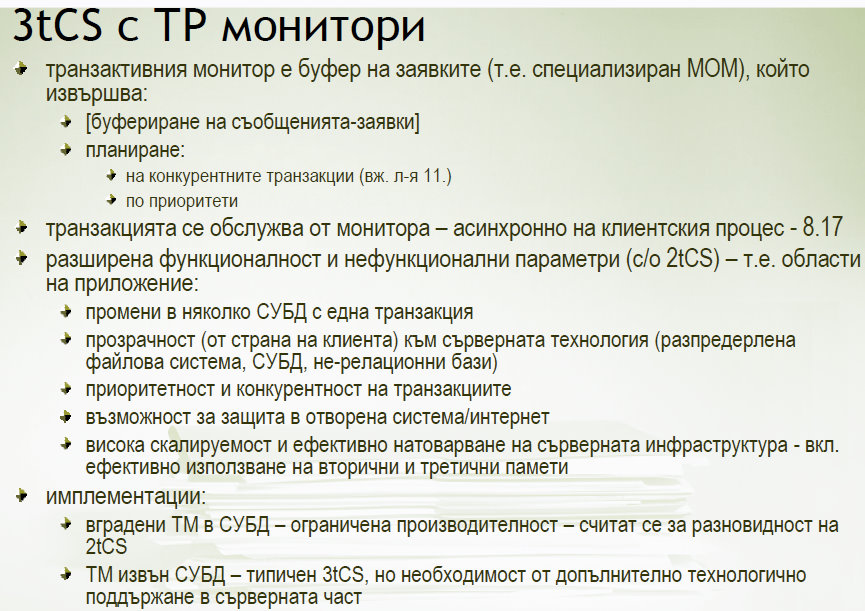 3tCS с TP монитори
транзактивния монитор е буфер на заявките (т.е. специализиран MOM), който
извършва:
[буфериране на съобщенията-заявки]
планиране:
на конкурентните транзакции (вж. л-я 11.)
по приоритети
транзакцията се обслужва от монитора – асинхронно на клиентския процес - 8.17
разширена функционалност и нефункционални параметри (с/о 2tCS) – т.е. области
на приложение:
промени в няколко СУБД с една транзакция
прозрачност (от страна на клиента) към сърверната технология (разпредерлена
файлова система, СУБД, не-релационни бази)
приоритетност и конкурентност на транзакциите
възможност за защита в отворена система/интернет
висока скалируемост и ефективно натоварване на сърверната инфраструктура - вкл.
ефективно използване на вторични и третични памети
имплементации:
вградени ТМ в СУБД – ограничена производителност – считат се за разновидност на
2tCS
ТМ извън СУБД – типичен 3tCS, но необходимост от допълнително технологично
поддържане в сърверната част